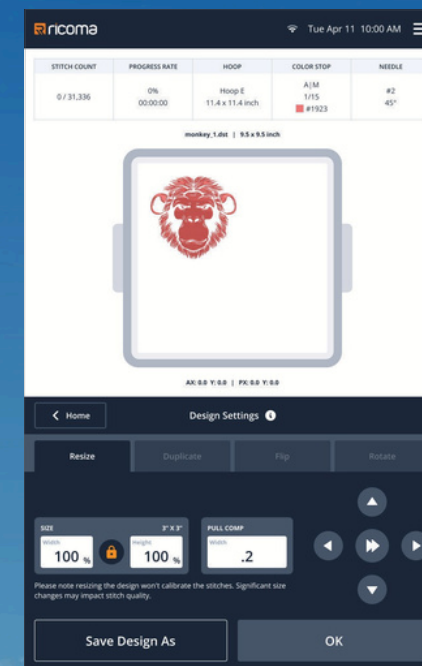 ricoma
Tue Apr 11 10:00 AM
STITCH COUNT PROGRESS RATE HOOP COLOR STOP NEEDLE
0 / 31,336 0% Hoop E A|M #2
00:00:00 11.4 x 11.4 inch 1/15 45°
#1923
monkey_1.dst | 9.5 x 9.5 inch
AX: 0.0 Y: 0.0 | PX: 0.0 Y: 0.0
Home Design Settings
Resize Duplicate Flip Rotate
SIZE 3" X 3" PULL COMP
Width Height Width
100 % 100 % .2
Please note resizing the design won't calibrate the stitches. Significant size
changes may impact stitch quality.
Save Design As OK